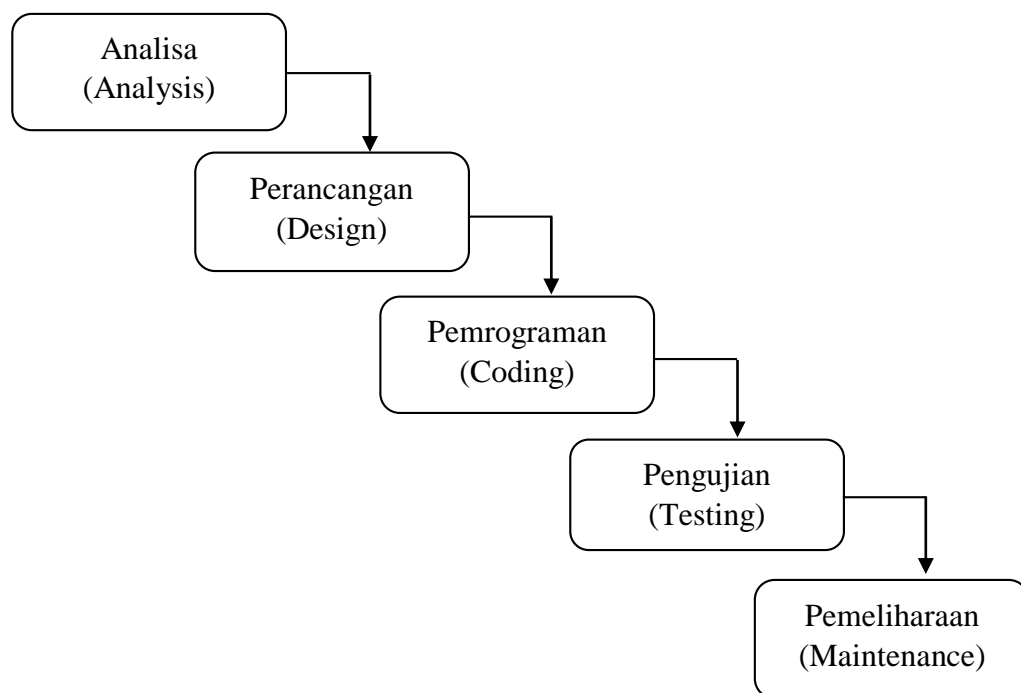 Analisa
(Analysis)
Perancangan
(Design)
Pemrograman
(Coding)
Pengujian
(Testing)
Pemeliharaan
(Maintenance)